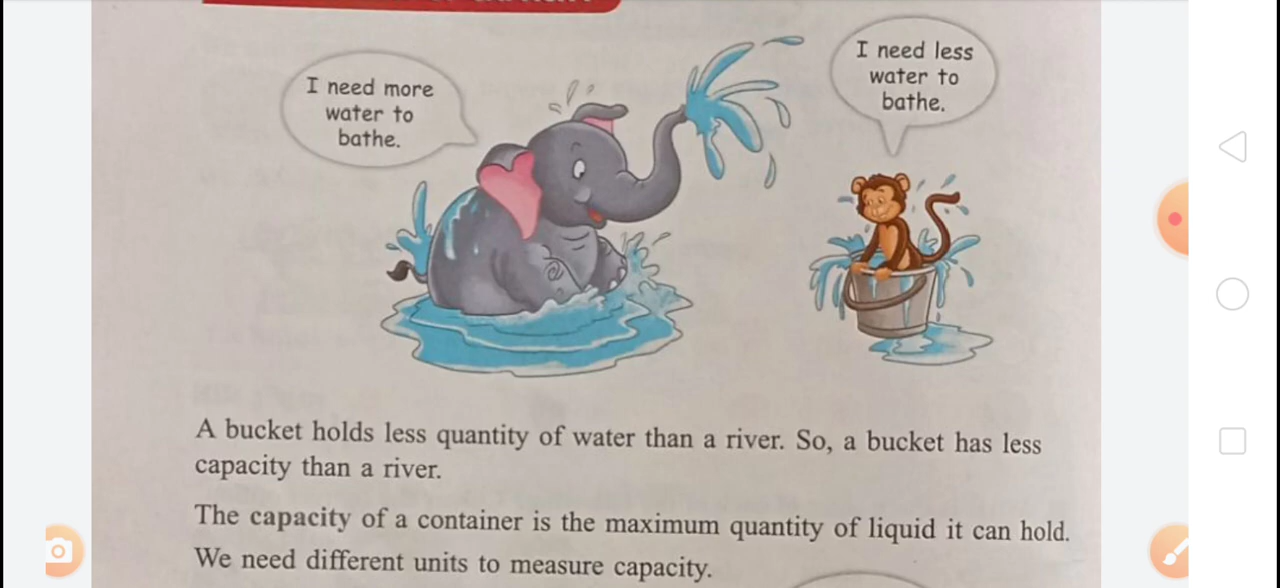 I need more
water to
bathe.
I need less
water to
bathe.
A bucket holds less quantity of water than a river. So, a bucket has less
capacity than a river.
The capacity of a container is the maximum quantity of liquid it can hold.
We need different units to measure capacity.